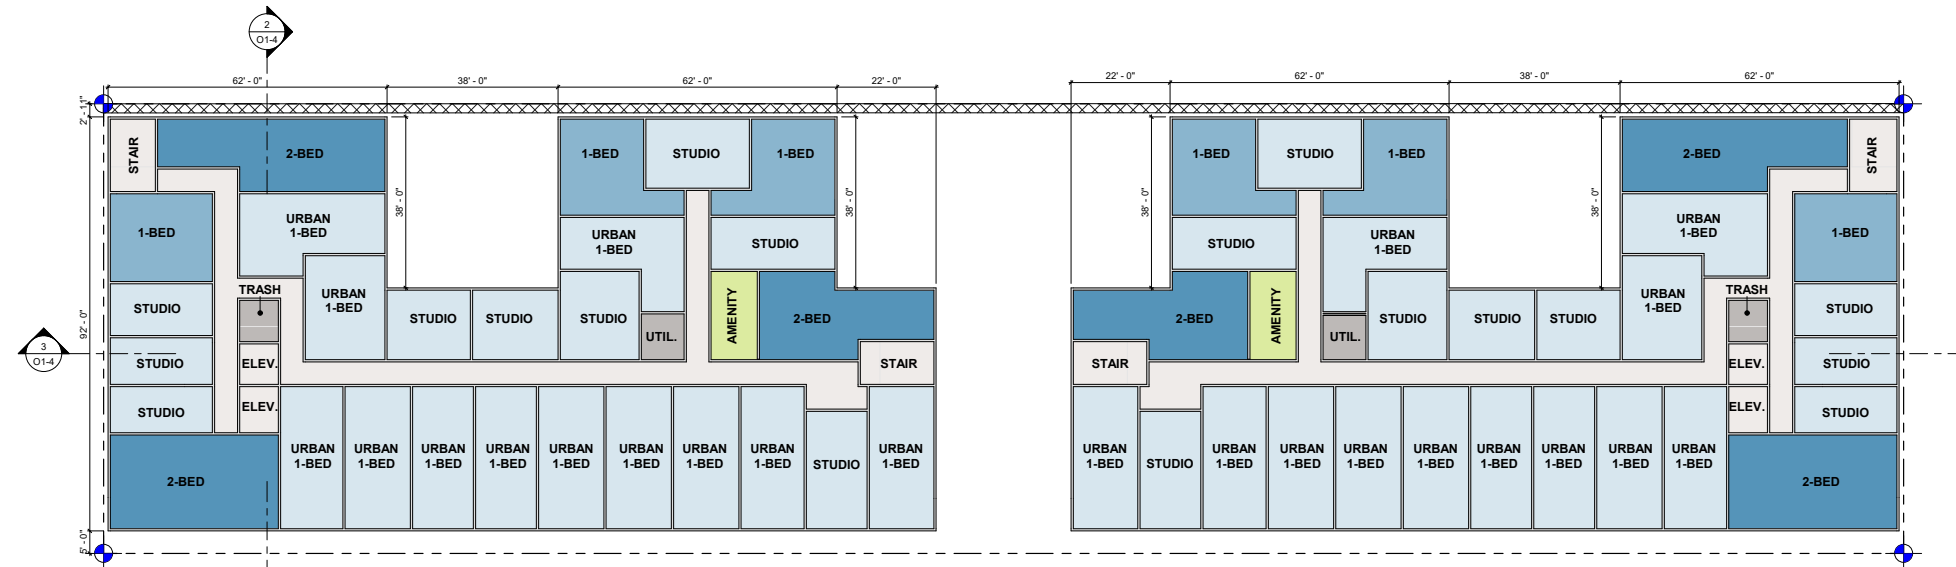 2
O1-4
62' - 0"
38' - 0"
62' - 0"
22' - 0"
22' - 0"
62' - 0"
38' - 0"
62' - 0"
2' - 11"
STAIR
2-BED
1-BED
STUDIO
1-BED
1-BED
STUDIO
1-BED
2-BED
STAIR
38' - 0"
38' - 0"
38' - 0"
38' - 0"
1-BED
URBAN
1-BED
URBAN
1-BED
STUDIO
STUDIO
URBAN
1-BED
URBAN
1-BED
1-BED
TRASH
URBAN
1-BED
STUDIO
STUDIO
STUDIO
STUDIO
UTIL.
AMENITY
2-BED
2-BED
AMENITY
UTIL.
STUDIO
STUDIO
STUDIO
URBAN
1-BED
TRASH
STUDIO
92' - 0"
3
O1-4
STUDIO
ELEV.
STAIR
STAIR
ELEV.
STUDIO
STUDIO
ELEV.
ELEV.
STUDIO
2-BED
URBAN
1-BED
URBAN
1-BED
URBAN
1-BED
URBAN
1-BED
URBAN
1-BED
URBAN
1-BED
URBAN
1-BED
URBAN
1-BED
STUDIO
URBAN
1-BED
URBAN
1-BED
STUDIO
URBAN
1-BED
URBAN
1-BED
URBAN
1-BED
URBAN
1-BED
URBAN
1-BED
URBAN
1-BED
URBAN
1-BED
URBAN
1-BED
2-BED
5' - 0"